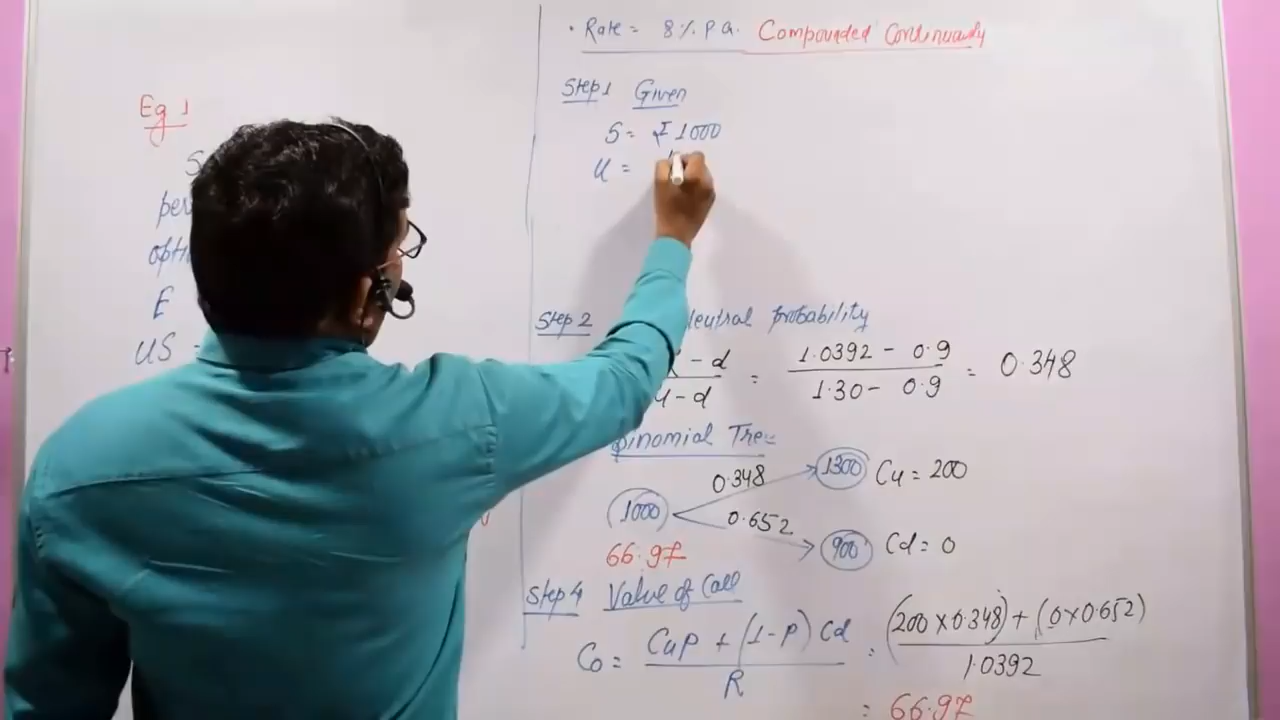 Eg 1
S
per
opti
E
US =
• Rate = 8% p.a. Compounded Continuously
Step 1 Given
S = ₹1000
u =
Step 2 Neutral probability
- d
u - d
= 1.0392 - 0.9
1.30 - 0.9
= 0.348
Binomial Tree
0.348
1300 Cu = 200
1000
0.652
66.97
900 Cd = 0
Step 4 Value of Call
Co = CuP + (1-P) Cd
R
= (200 x 0.348) + (0 x 0.652)
1.0392
= 66.97